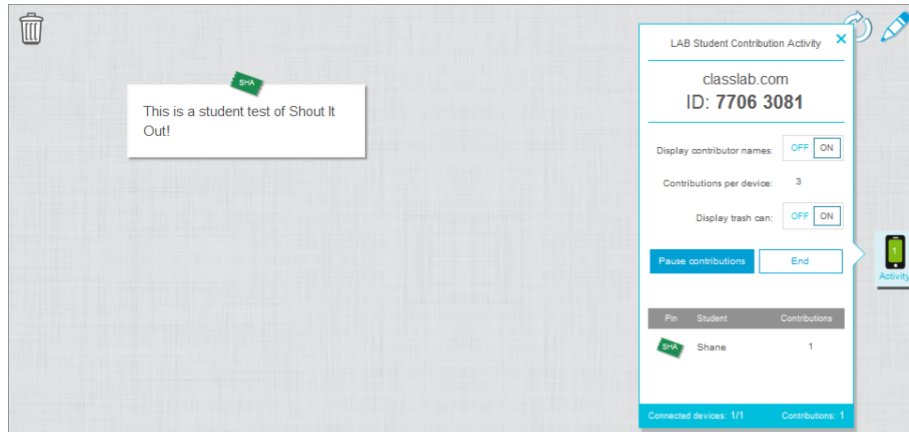 SHA
This is a student test of Shout It
Out!
LAB Student Contribution Activity
classlab.com
ID: 7706 3081
Display contributor names: OFF ON
Contributions per device: 3
Display trash can: OFF ON
Pause contributions End
1
Activity
Pin Student Contributions
SHA Shane 1
Connected devices: 1/1 Contributions: 1